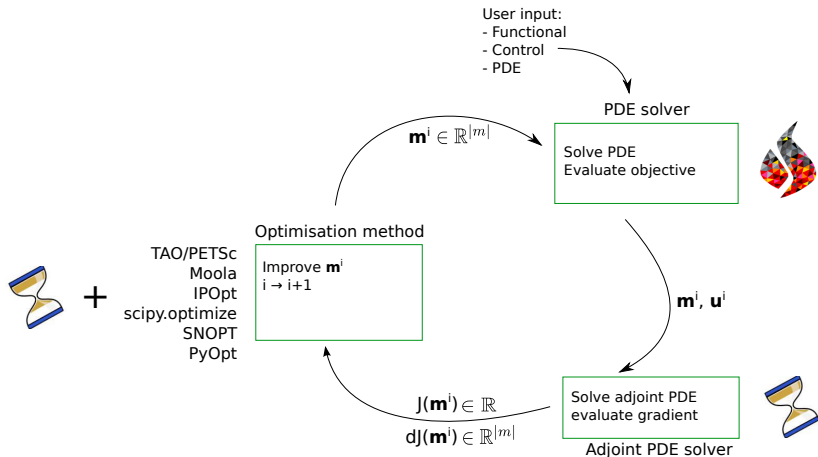 User input:
- Functional
- Control
- PDE
PDE solver
𝐦ⁱ ∈ ℝ^|m|
Solve PDE
Evaluate objective
Optimisation method
TAO/PETSc
Moola
IPOpt
scipy.optimize
SNOPT
PyOpt
+
Improve 𝐦ⁱ
i → i+1
𝐦ⁱ, 𝐮ⁱ
Solve adjoint PDE
evaluate gradient
Adjoint PDE solver
J(𝐦ⁱ) ∈ ℝ
dJ(𝐦ⁱ) ∈ ℝ^|m|